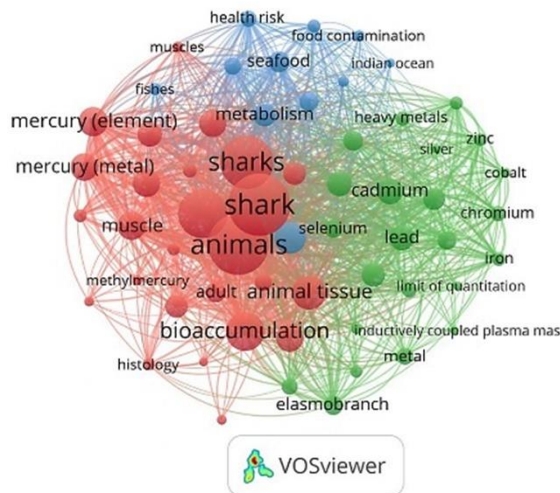 health risk
food contamination
muscles
seafood
indian ocean
fishes
mercury (element)
metabolism
heavy metals
zinc
silver
mercury (metal)
sharks
cobalt
cadmium
shark
chromium
muscle
selenium
animals
lead
iron
methylmercury
adult
animal tissue
limit of quantitation
bioaccumulation
inductively coupled plasma mas
metal
histology
elasmobranch
VOSviewer